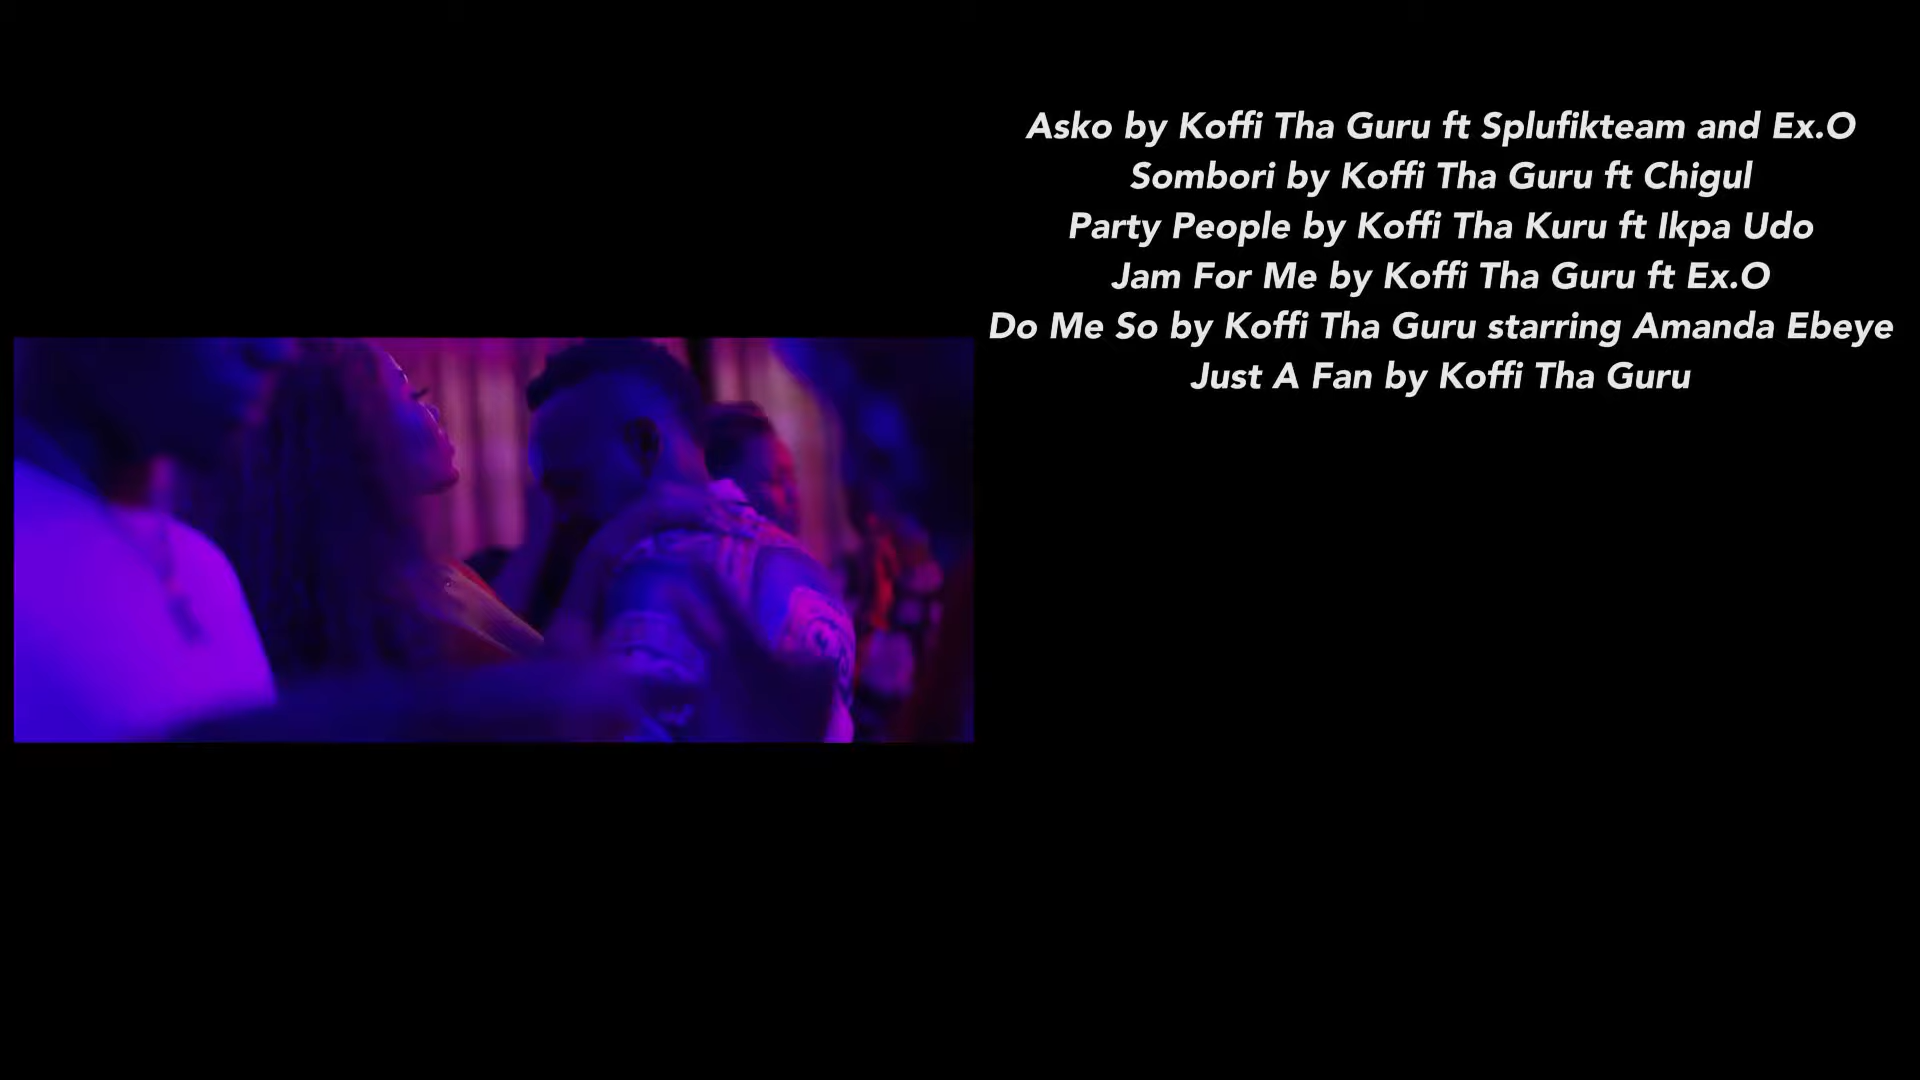 Asko by Koffi Tha Guru ft Splufikteam and Ex.O
Sombori by Koffi Tha Guru ft Chigul
Party People by Koffi Tha Kuru ft Ikpa Udo
Jam For Me by Koffi Tha Guru ft Ex.O
Do Me So by Koffi Tha Guru starring Amanda Ebeye
Just A Fan by Koffi Tha Guru